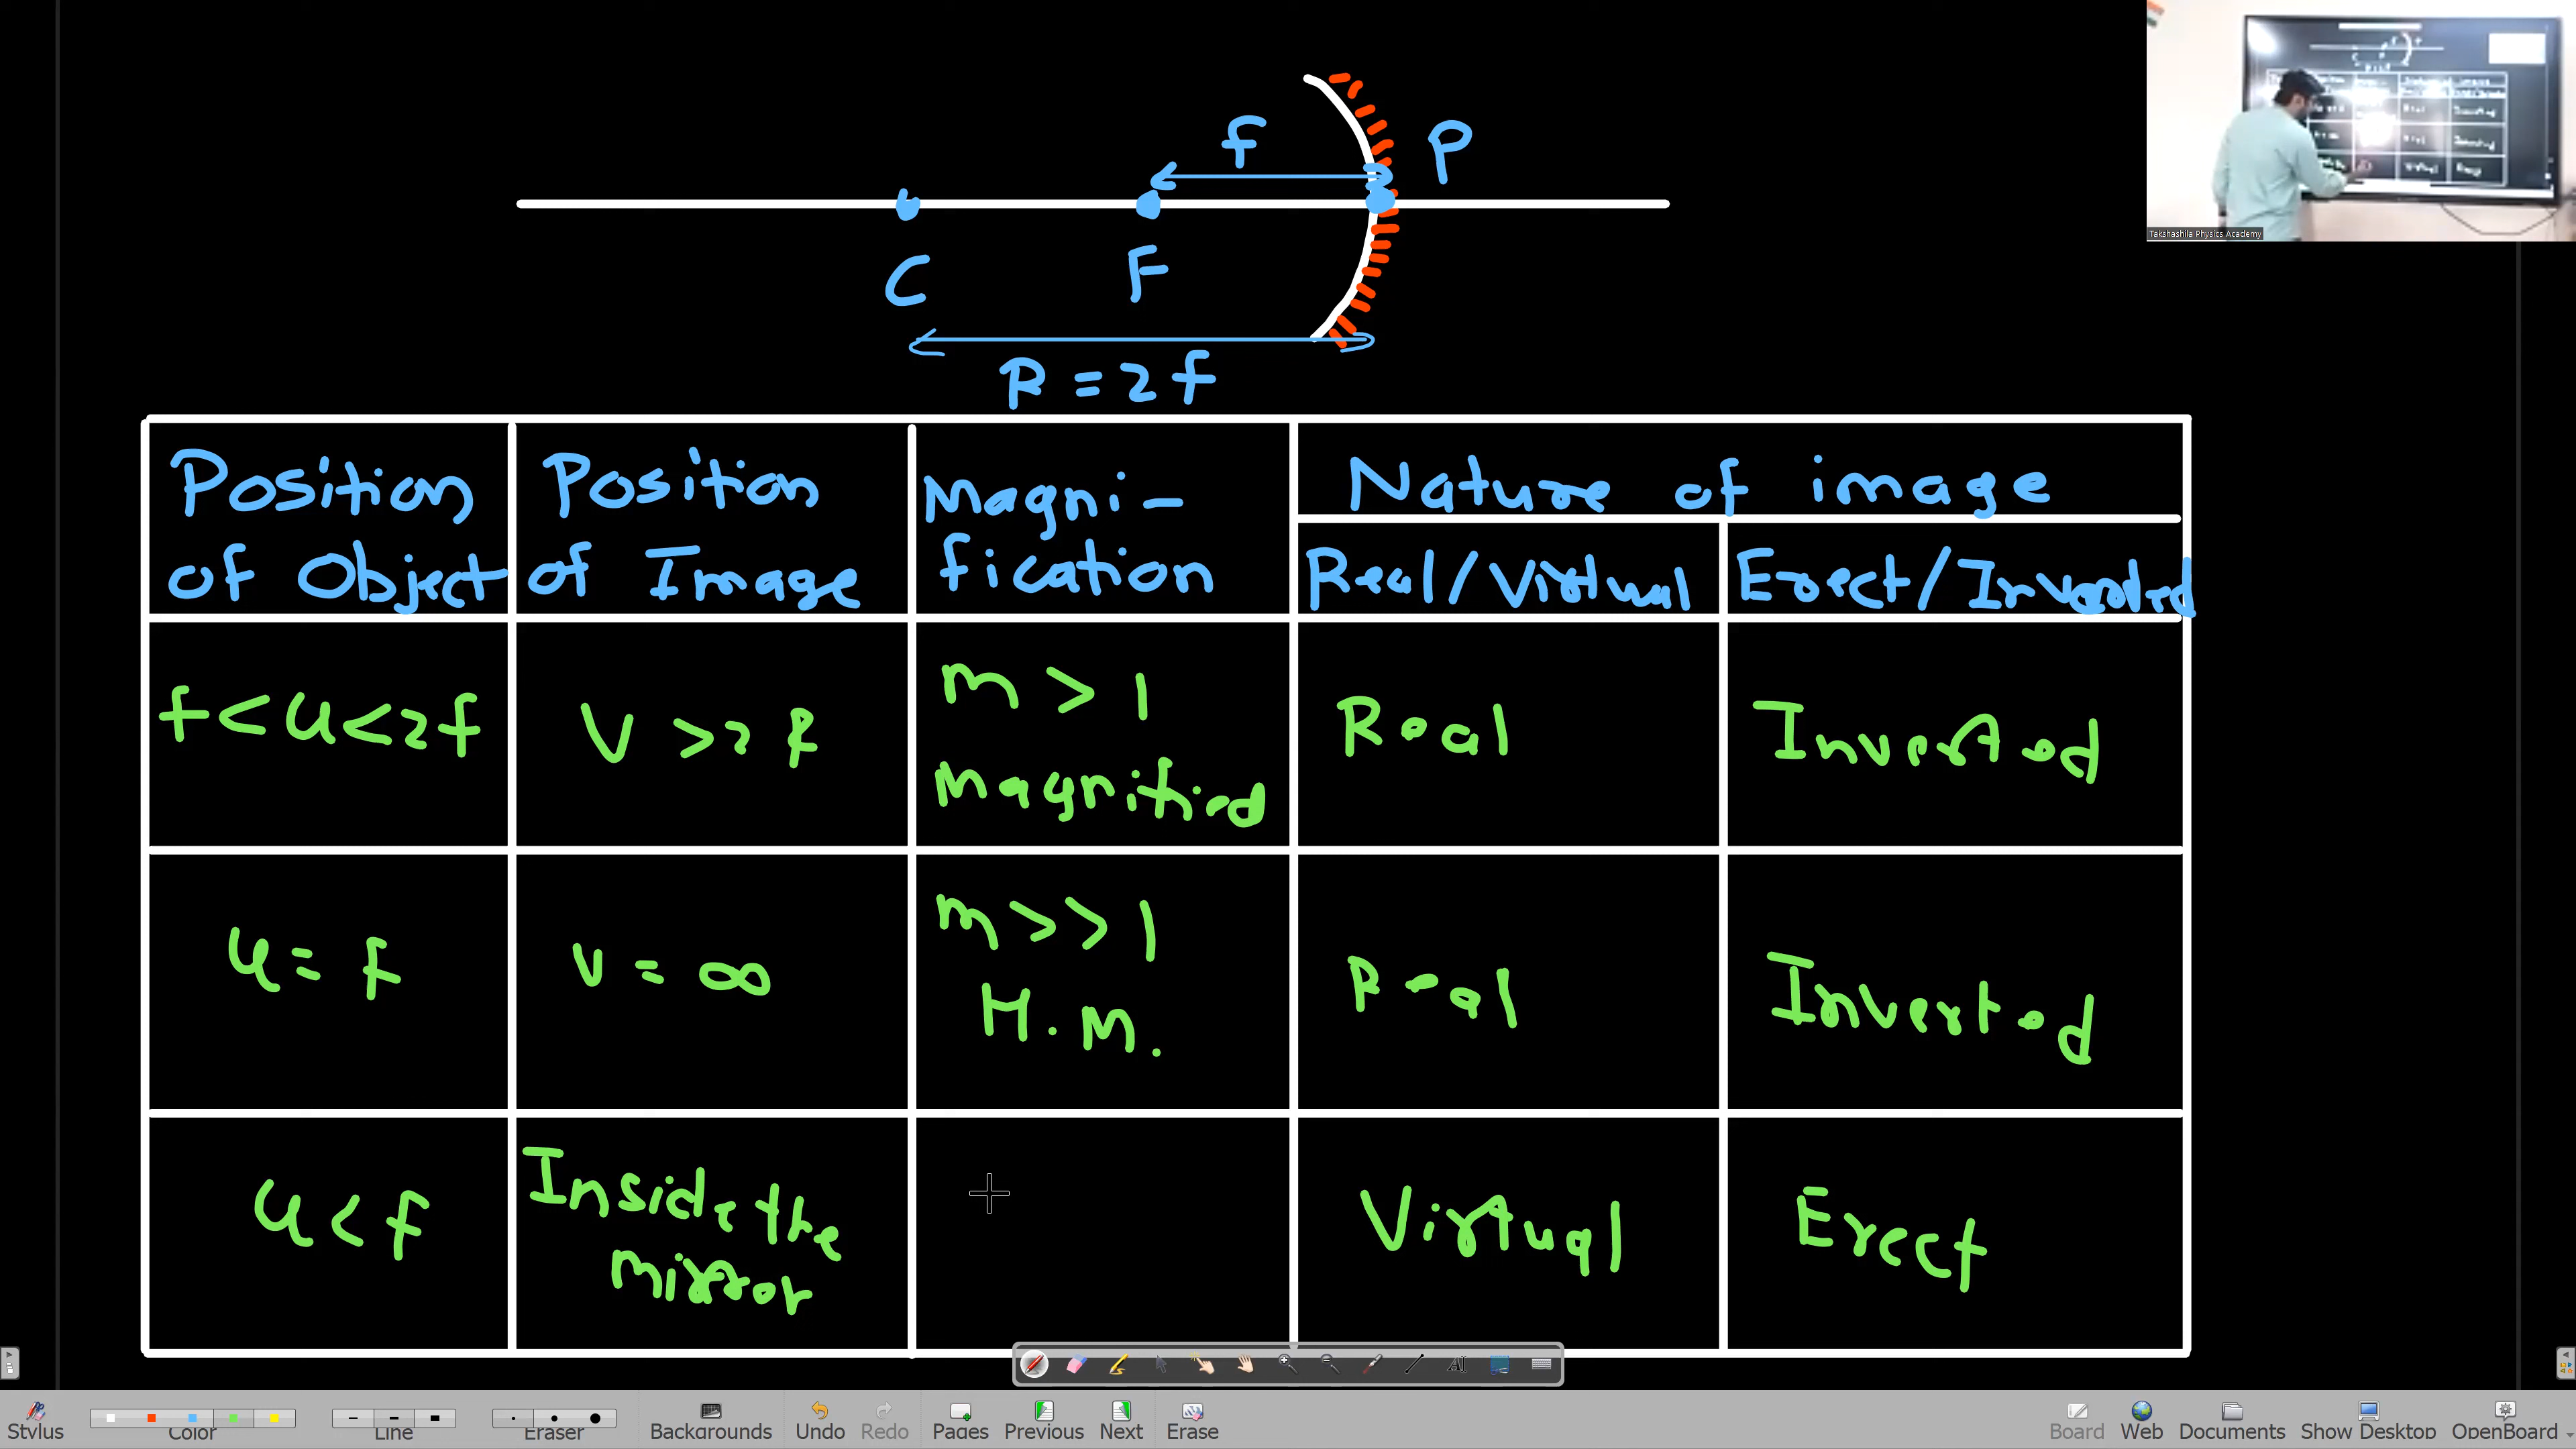 f
P
C
F
R = 2f
Position of Object
Position of Image
Magni-
fication
Nature of image
Real/Virtual
Erect/Inverted
f < u < 2f
V > 2f
m > 1
Magnified
Real
Inverted
u = f
v = ∞
m >> 1
H.M.
Real
Inverted
u < f
Inside the
mirror
Virtual
Erect
Takshashila Physics Academy
Stylus
Color
Line
Eraser
Backgrounds
Undo
Redo
Pages
Previous
Next
Erase
Board
Web
Documents
Show Desktop
OpenBoard